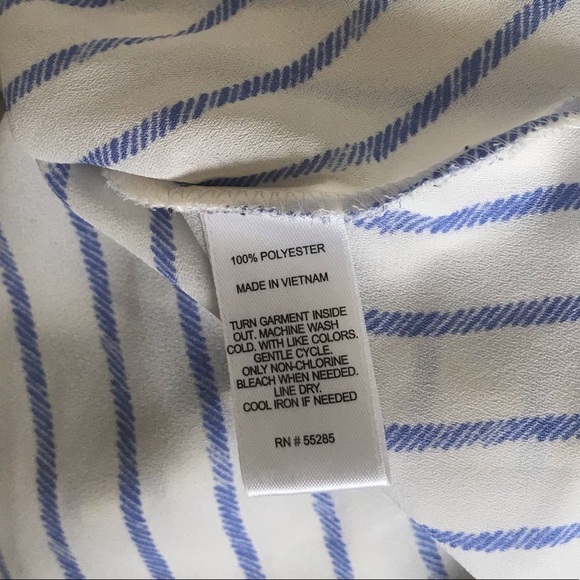 100% POLYESTER
MADE IN VIETNAM
TURN GARMENT INSIDE
OUT. MACHINE WASH
COLD. WITH LIKE COLORS.
GENTLE CYCLE.
ONLY NON-CHLORINE
BLEACH WHEN NEEDED.
LINE DRY.
COOL IRON IF NEEDED
RN # 55285